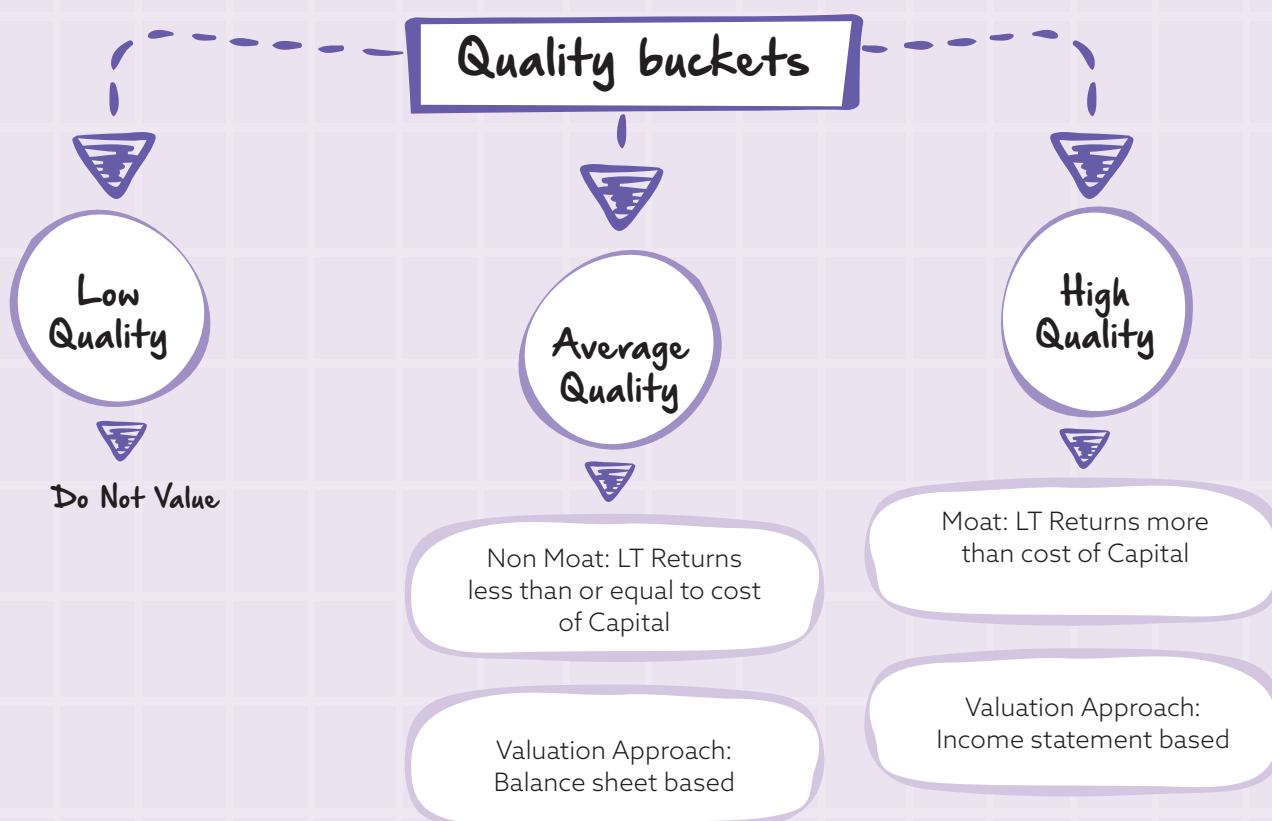 Quality buckets
Low
Quality
Do Not Value
Average
Quality
Non Moat: LT Returns
less than or equal to cost
of Capital
Valuation Approach:
Balance sheet based
High
Quality
Moat: LT Returns more
than cost of Capital
Valuation Approach:
Income statement based